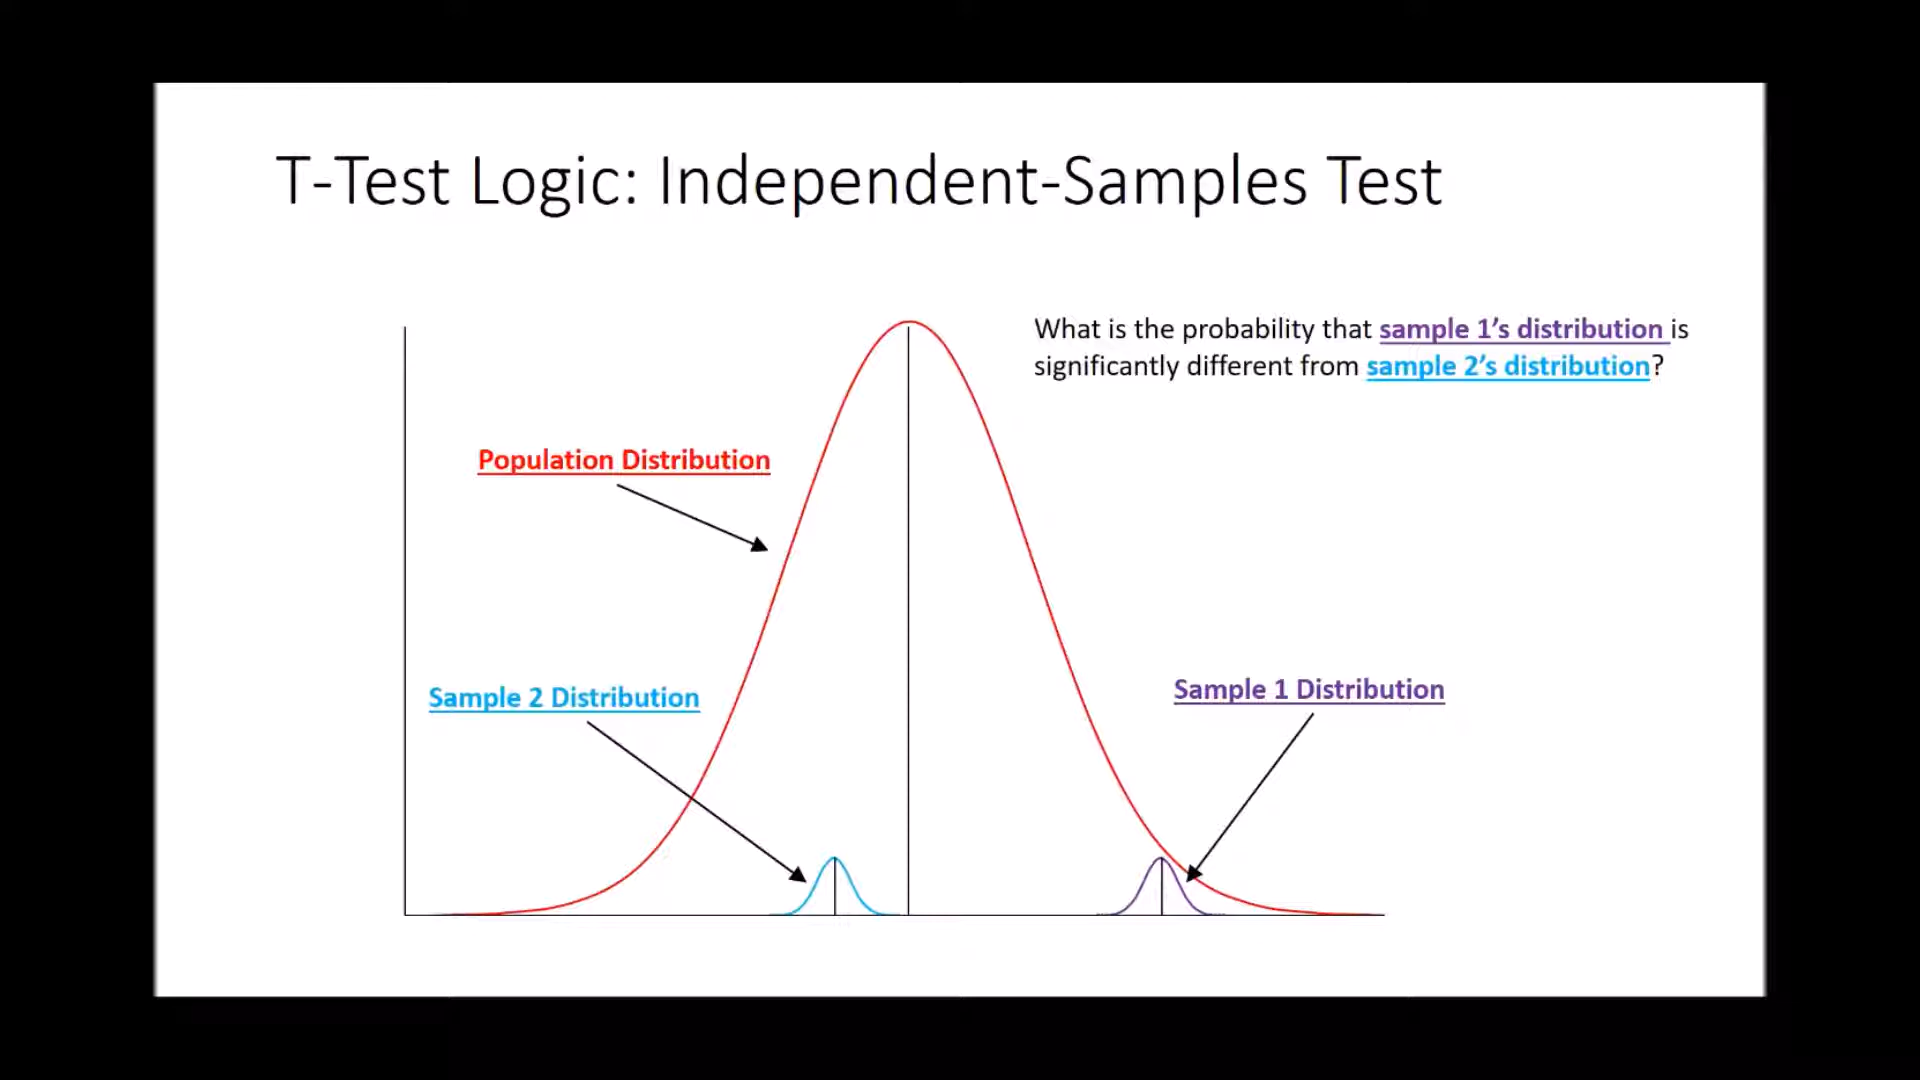 T-Test Logic: Independent-Samples Test
What is the probability that sample 1’s distribution is
significantly different from sample 2’s distribution?
Population Distribution
Sample 2 Distribution
Sample 1 Distribution